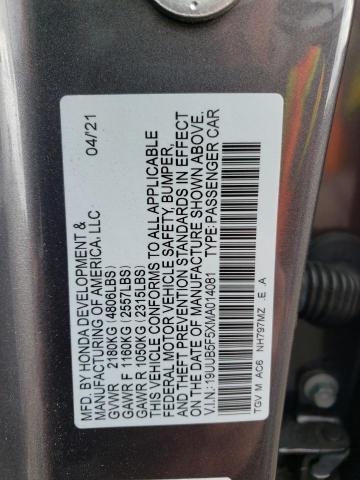 MFD. BY HONDA DEVELOPMENT & 04/21
MANUFACTURING OF AMERICA, LLC
GVWR 2180KG (4806LBS)
GAWR F 1160KG (2557LBS)
GAWR R 1050KG (2315LBS)
THIS VEHICLE CONFORMS TO ALL APPLICABLE
FEDERAL MOTOR VEHICLE SAFETY, BUMPER,
AND THEFT PREVENTION STANDARDS IN EFFECT
ON THE DATE OF MANUFACTURE SHOWN ABOVE.
V.I.N.:19UUB5F5XMA014081 TYPE:PASSENGER CAR
TGV M AC6 NH797MZ E A